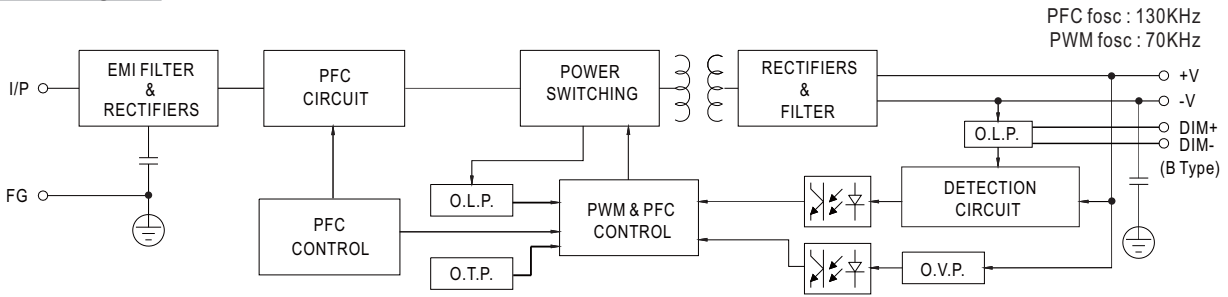 PFC fosc : 130KHz
PWM fosc : 70KHz
I/P
EMI FILTER
&
RECTIFIERS
PFC
CIRCUIT
POWER
SWITCHING
RECTIFIERS
&
FILTER
+V
-V
O.L.P.
DIM+
DIM-
(B Type)
FG
O.L.P.
PFC
CONTROL
PWM & PFC
CONTROL
DETECTION
CIRCUIT
O.T.P.
O.V.P.